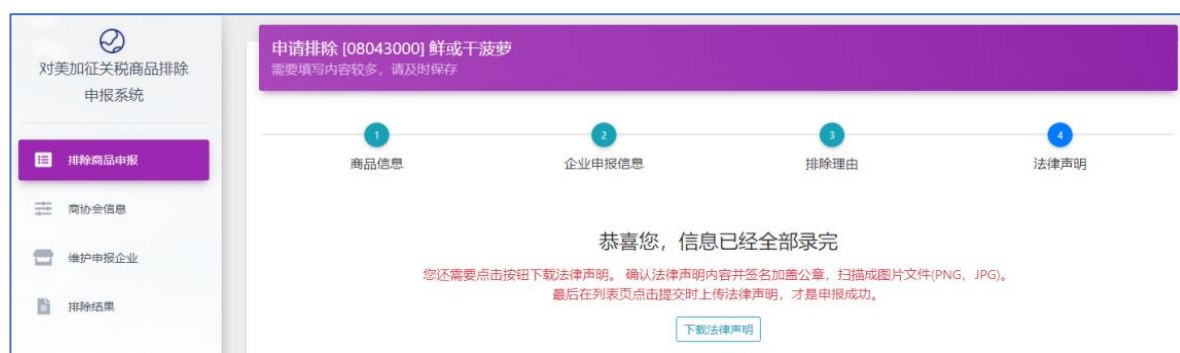 对美加征关税商品排除
申报系统
排除商品申报
商协会信息
维护申报企业
排除结果
申请排除 [08043000] 鲜或干菠萝
需要填写内容较多，请及时保存
1
商品信息
2
企业申报信息
3
排除理由
4
法律声明
恭喜您，信息已经全部录完
您还需要点击按钮下载法律声明。 确认法律声明内容并签名加盖公章，扫描成图片文件(PNG、JPG)。
最后在列表页点击提交时上传法律声明，才是申报成功。
下载法律声明